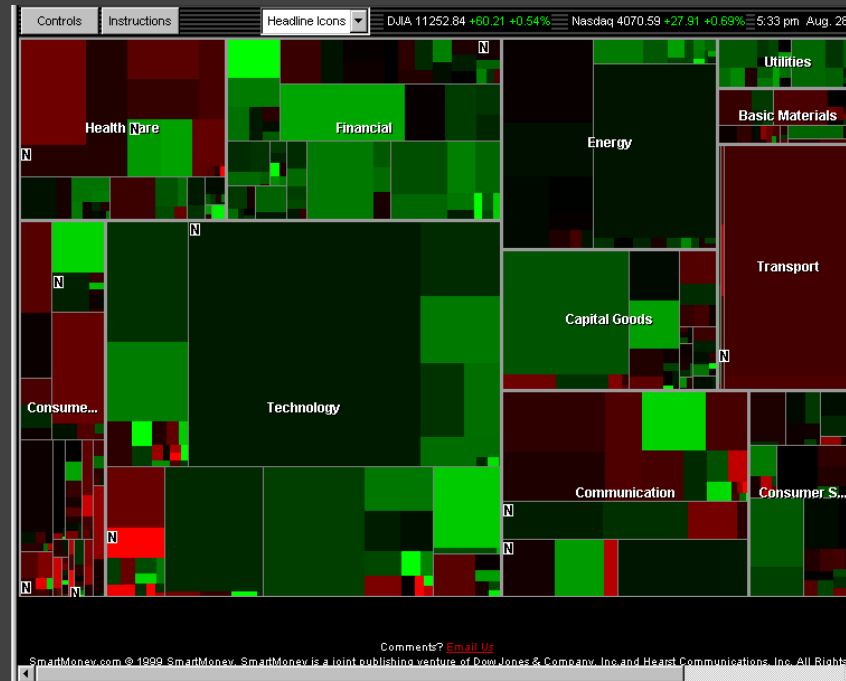 Controls Instructions Headline Icons DJIA 11252.84 +60.21 +0.54% Nasdaq 4070.59 +27.91 +0.69% 5:33 pm Aug. 28
N
Utilities
Basic Materials
Health Care
N
Financial
Energy
N
N
Transport
N
Capital Goods
N
Consume...
Technology
Communication
Consumer S...
N
N
N
N
N
Comments? Email Us
SmartMoney.com © 1999 SmartMoney. SmartMoney is a joint publishing venture of Dow Jones & Company, Inc. and Hearst Communications, Inc. All Rights